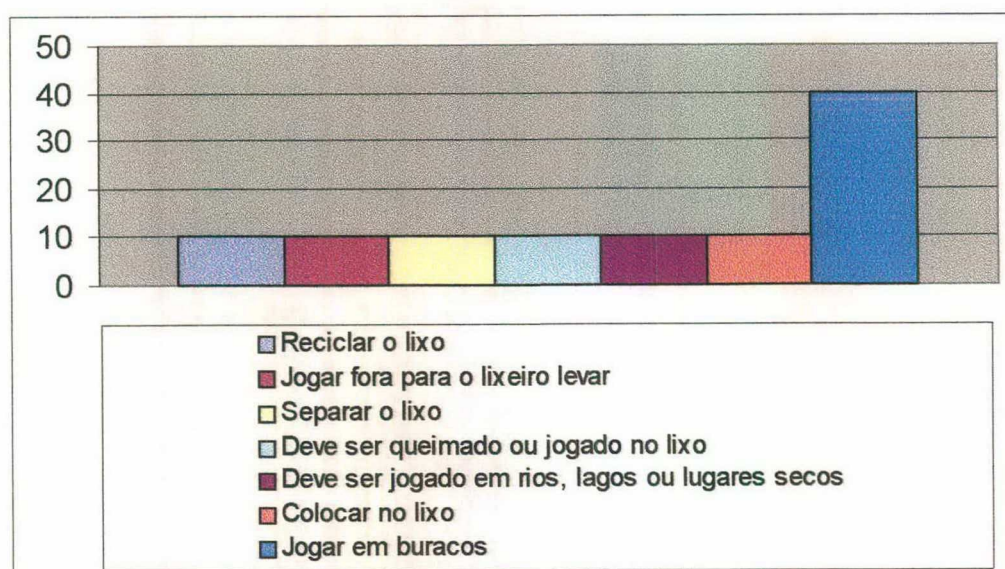 50
40
30
20
10
0
Reciclar o lixo
Jogar fora para o lixeiro levar
Separar o lixo
Deve ser queimado ou jogado no lixo
Deve ser jogado em rios, lagos ou lugares secos
Colocar no lixo
Jogar em buracos